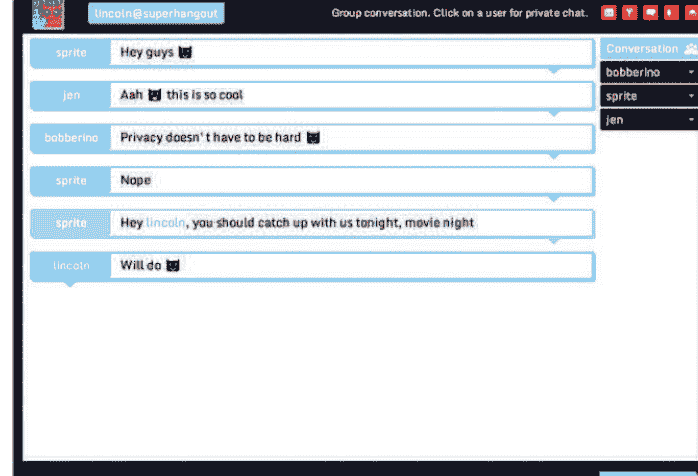 lincoln@superhangout
Group conversation. Click on a user for private chat.
Conversation
sprite Hey guys
bobberino
jen Aah this is so cool
sprite
jen
bobberino Privacy doesn't have to be hard
sprite Nope
sprite Hey lincoln, you should catch up with us tonight, movie night
lincoln Will do